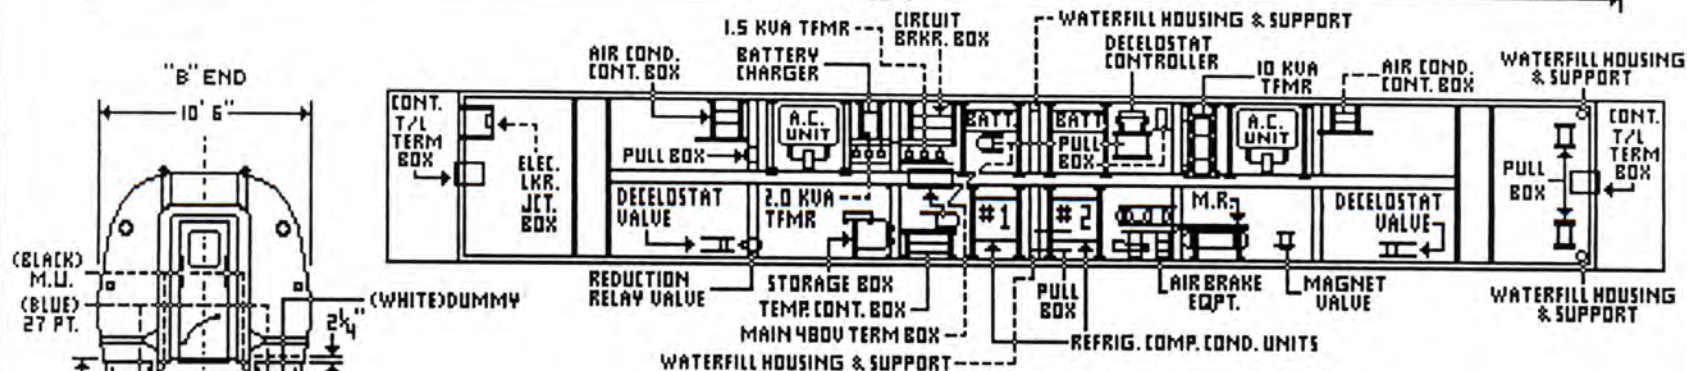 "B" END
10' 6"
(BLACK)
M.U.
(BLUE)
27 PT.
(WHITE)DUMMY
2¼"
1.5 KVA TFMR
CIRCUIT
BRKR. BOX
WATERFILL HOUSING & SUPPORT
AIR COND.
CONT. BOX
BATTERY
CHARGER
DECELOSTAT
CONTROLLER
10 KVA
TFMR
AIR COND.
CONT. BOX
WATERFILL HOUSING
& SUPPORT
CONT.
T/L
TERM
BOX
ELEC.
LKR.
JCT.
BOX
PULL BOX
A.C.
UNIT
BATT
BATT
PULL
BOX
A.C.
UNIT
PULL
BOX
CONT.
T/L
TERM
BOX
DECELOSTAT
VALVE
2.0 KVA
TFMR
#1
#2
M.R.
DECELOSTAT
VALVE
REDUCTION
RELAY VALVE
STORAGE BOX
TEMP. CONT. BOX
MAIN 480V TERM BOX
WATERFILL HOUSING & SUPPORT
PULL
BOX
AIR BRAKE
EQPT.
MAGNET
VALVE
REFRIG. COMP. COND. UNITS
WATERFILL HOUSING
& SUPPORT